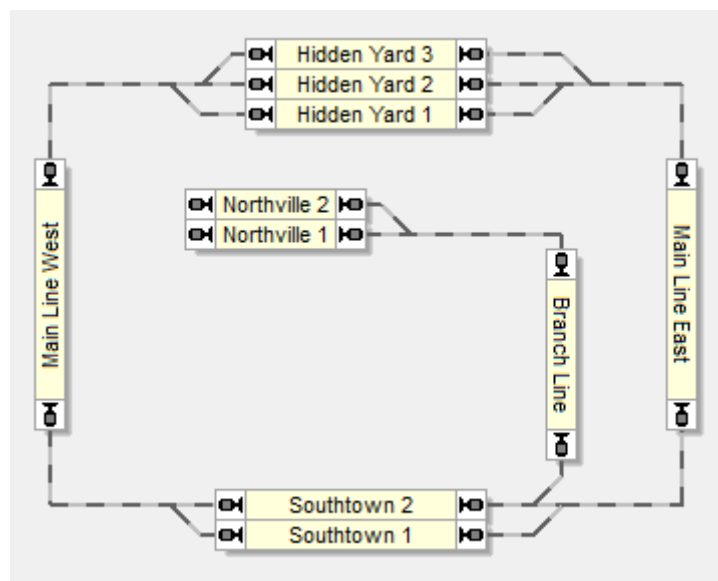 Hidden Yard 3
Hidden Yard 2
Hidden Yard 1
Northville 2
Northville 1
Main Line West
Branch Line
Main Line East
Southtown 2
Southtown 1